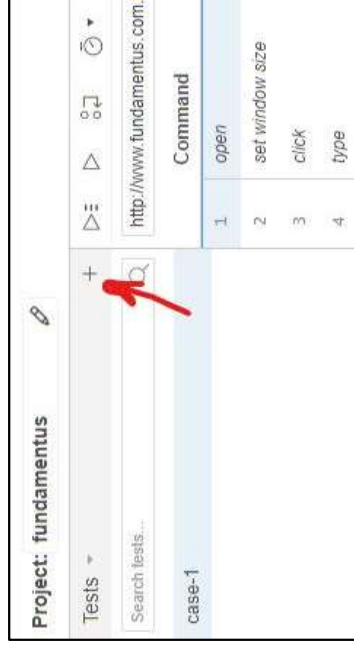 Project: fundamentus
Tests
Search tests...
case-1
http://www.fundamentus.com.
Command
1 open
2 set window size
3 click
4 type